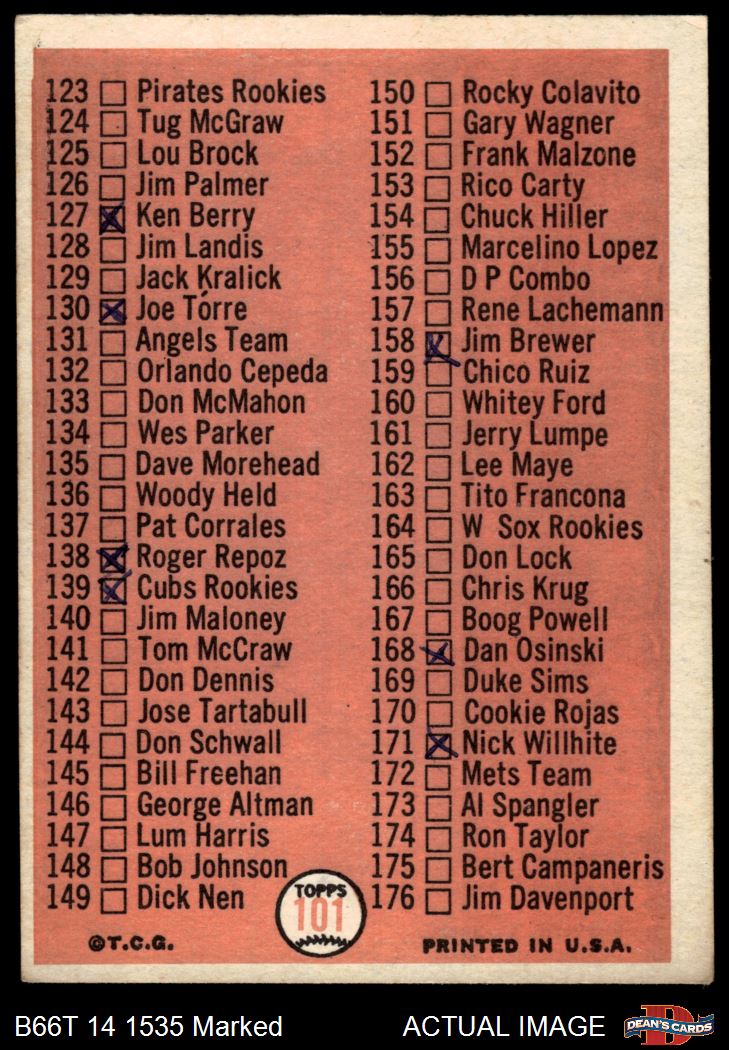 123 Pirates Rookies
124 Tug McGraw
125 Lou Brock
126 Jim Palmer
127 Ken Berry
128 Jim Landis
129 Jack Kralick
130 Joe Torre
131 Angels Team
132 Orlando Cepeda
133 Don McMahon
134 Wes Parker
135 Dave Morehead
136 Woody Held
137 Pat Corrales
138 Roger Repoz
139 Cubs Rookies
140 Jim Maloney
141 Tom McCraw
142 Don Dennis
143 Jose Tartabull
144 Don Schwall
145 Bill Freehan
146 George Altman
147 Lum Harris
148 Bob Johnson
149 Dick Nen
150 Rocky Colavito
151 Gary Wagner
152 Frank Malzone
153 Rico Carty
154 Chuck Hiller
155 Marcelino Lopez
156 D P Combo
157 Rene Lachemann
158 Jim Brewer
159 Chico Ruiz
160 Whitey Ford
161 Jerry Lumpe
162 Lee Maye
163 Tito Francona
164 W Sox Rookies
165 Don Lock
166 Chris Krug
167 Boog Powell
168 Dan Osinski
169 Duke Sims
170 Cookie Rojas
171 Nick Willhite
172 Mets Team
173 Al Spangler
174 Ron Taylor
175 Bert Campaneris
176 Jim Davenport
TOPPS
101
©T.C.G.
PRINTED IN U.S.A.
B66T 14 1535 Marked
ACTUAL IMAGE
DEAN'S CARDS